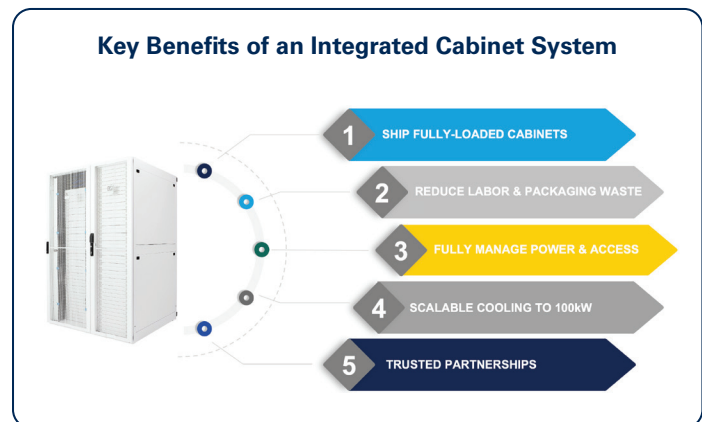 Key Benefits of an Integrated Cabinet System
1 SHIP FULLY-LOADED CABINETS
2 REDUCE LABOR & PACKAGING WASTE
3 FULLY MANAGE POWER & ACCESS
4 SCALABLE COOLING TO 100kW
5 TRUSTED PARTNERSHIPS